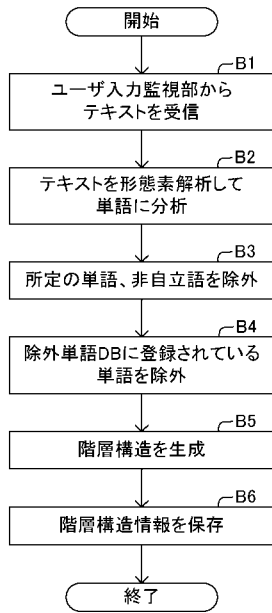 開始
B1
ユーザ入力監視部から
テキストを受信
B2
テキストを形態素解析して
単語に分析
B3
所定の単語、非自立語を除外
B4
除外単語DBに登録されている
単語を除外
B5
階層構造を生成
B6
階層構造情報を保存
終了